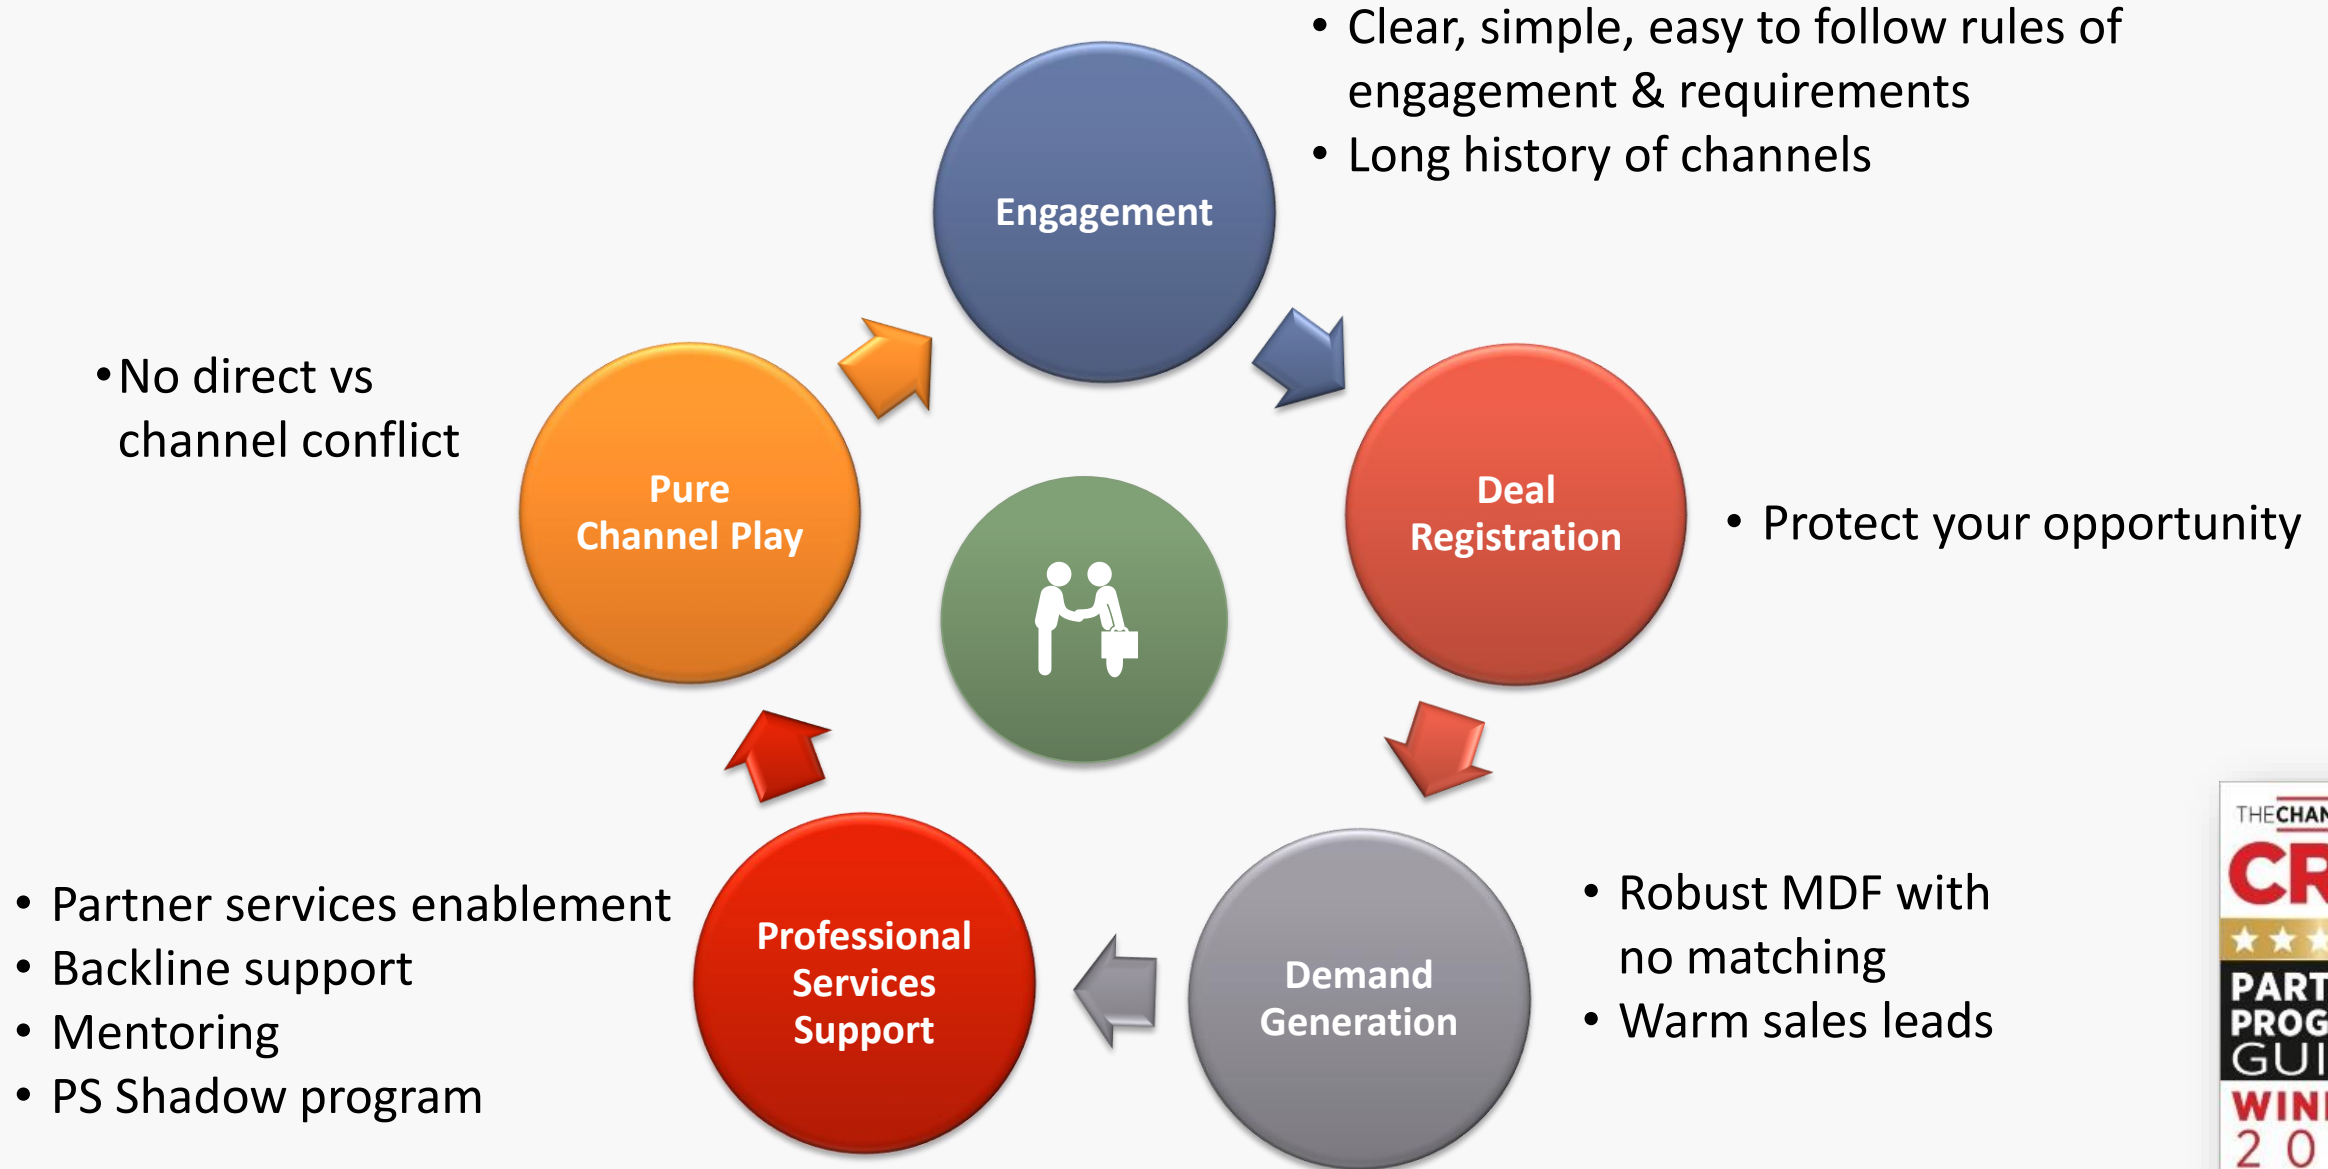 • Clear, simple, easy to follow rules of
engagement & requirements
• Long history of channels
Engagement
• No direct vs
channel conflict
Pure
Channel Play
Deal
Registration
• Protect your opportunity
• Partner services enablement
• Backline support
• Mentoring
• PS Shadow program
Professional
Services
Support
Demand
Generation
• Robust MDF with
no matching
• Warm sales leads
THE